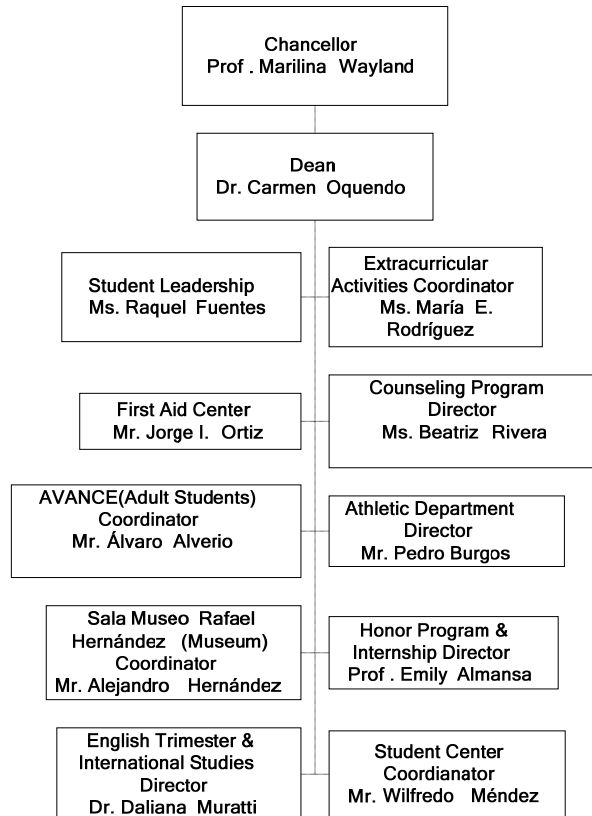 Chancellor
Prof . Marilina Wayland
Dean
Dr. Carmen Oquendo
Student Leadership
Ms. Raquel Fuentes
Extracurricular
Activities Coordinator
Ms. María E.
Rodríguez
First Aid Center
Mr. Jorge I. Ortiz
Counseling Program
Director
Ms. Beatriz Rivera
AVANCE(Adult Students)
Coordinator
Mr. Álvaro Alverio
Athletic Department
Director
Mr. Pedro Burgos
Sala Museo Rafael
Hernández (Museum)
Coordinator
Mr. Alejandro Hernández
Honor Program &
Internship Director
Prof . Emily Almansa
English Trimester &
International Studies
Director
Dr. Daliana Muratti
Student Center
Coordianator
Mr. Wilfredo Méndez